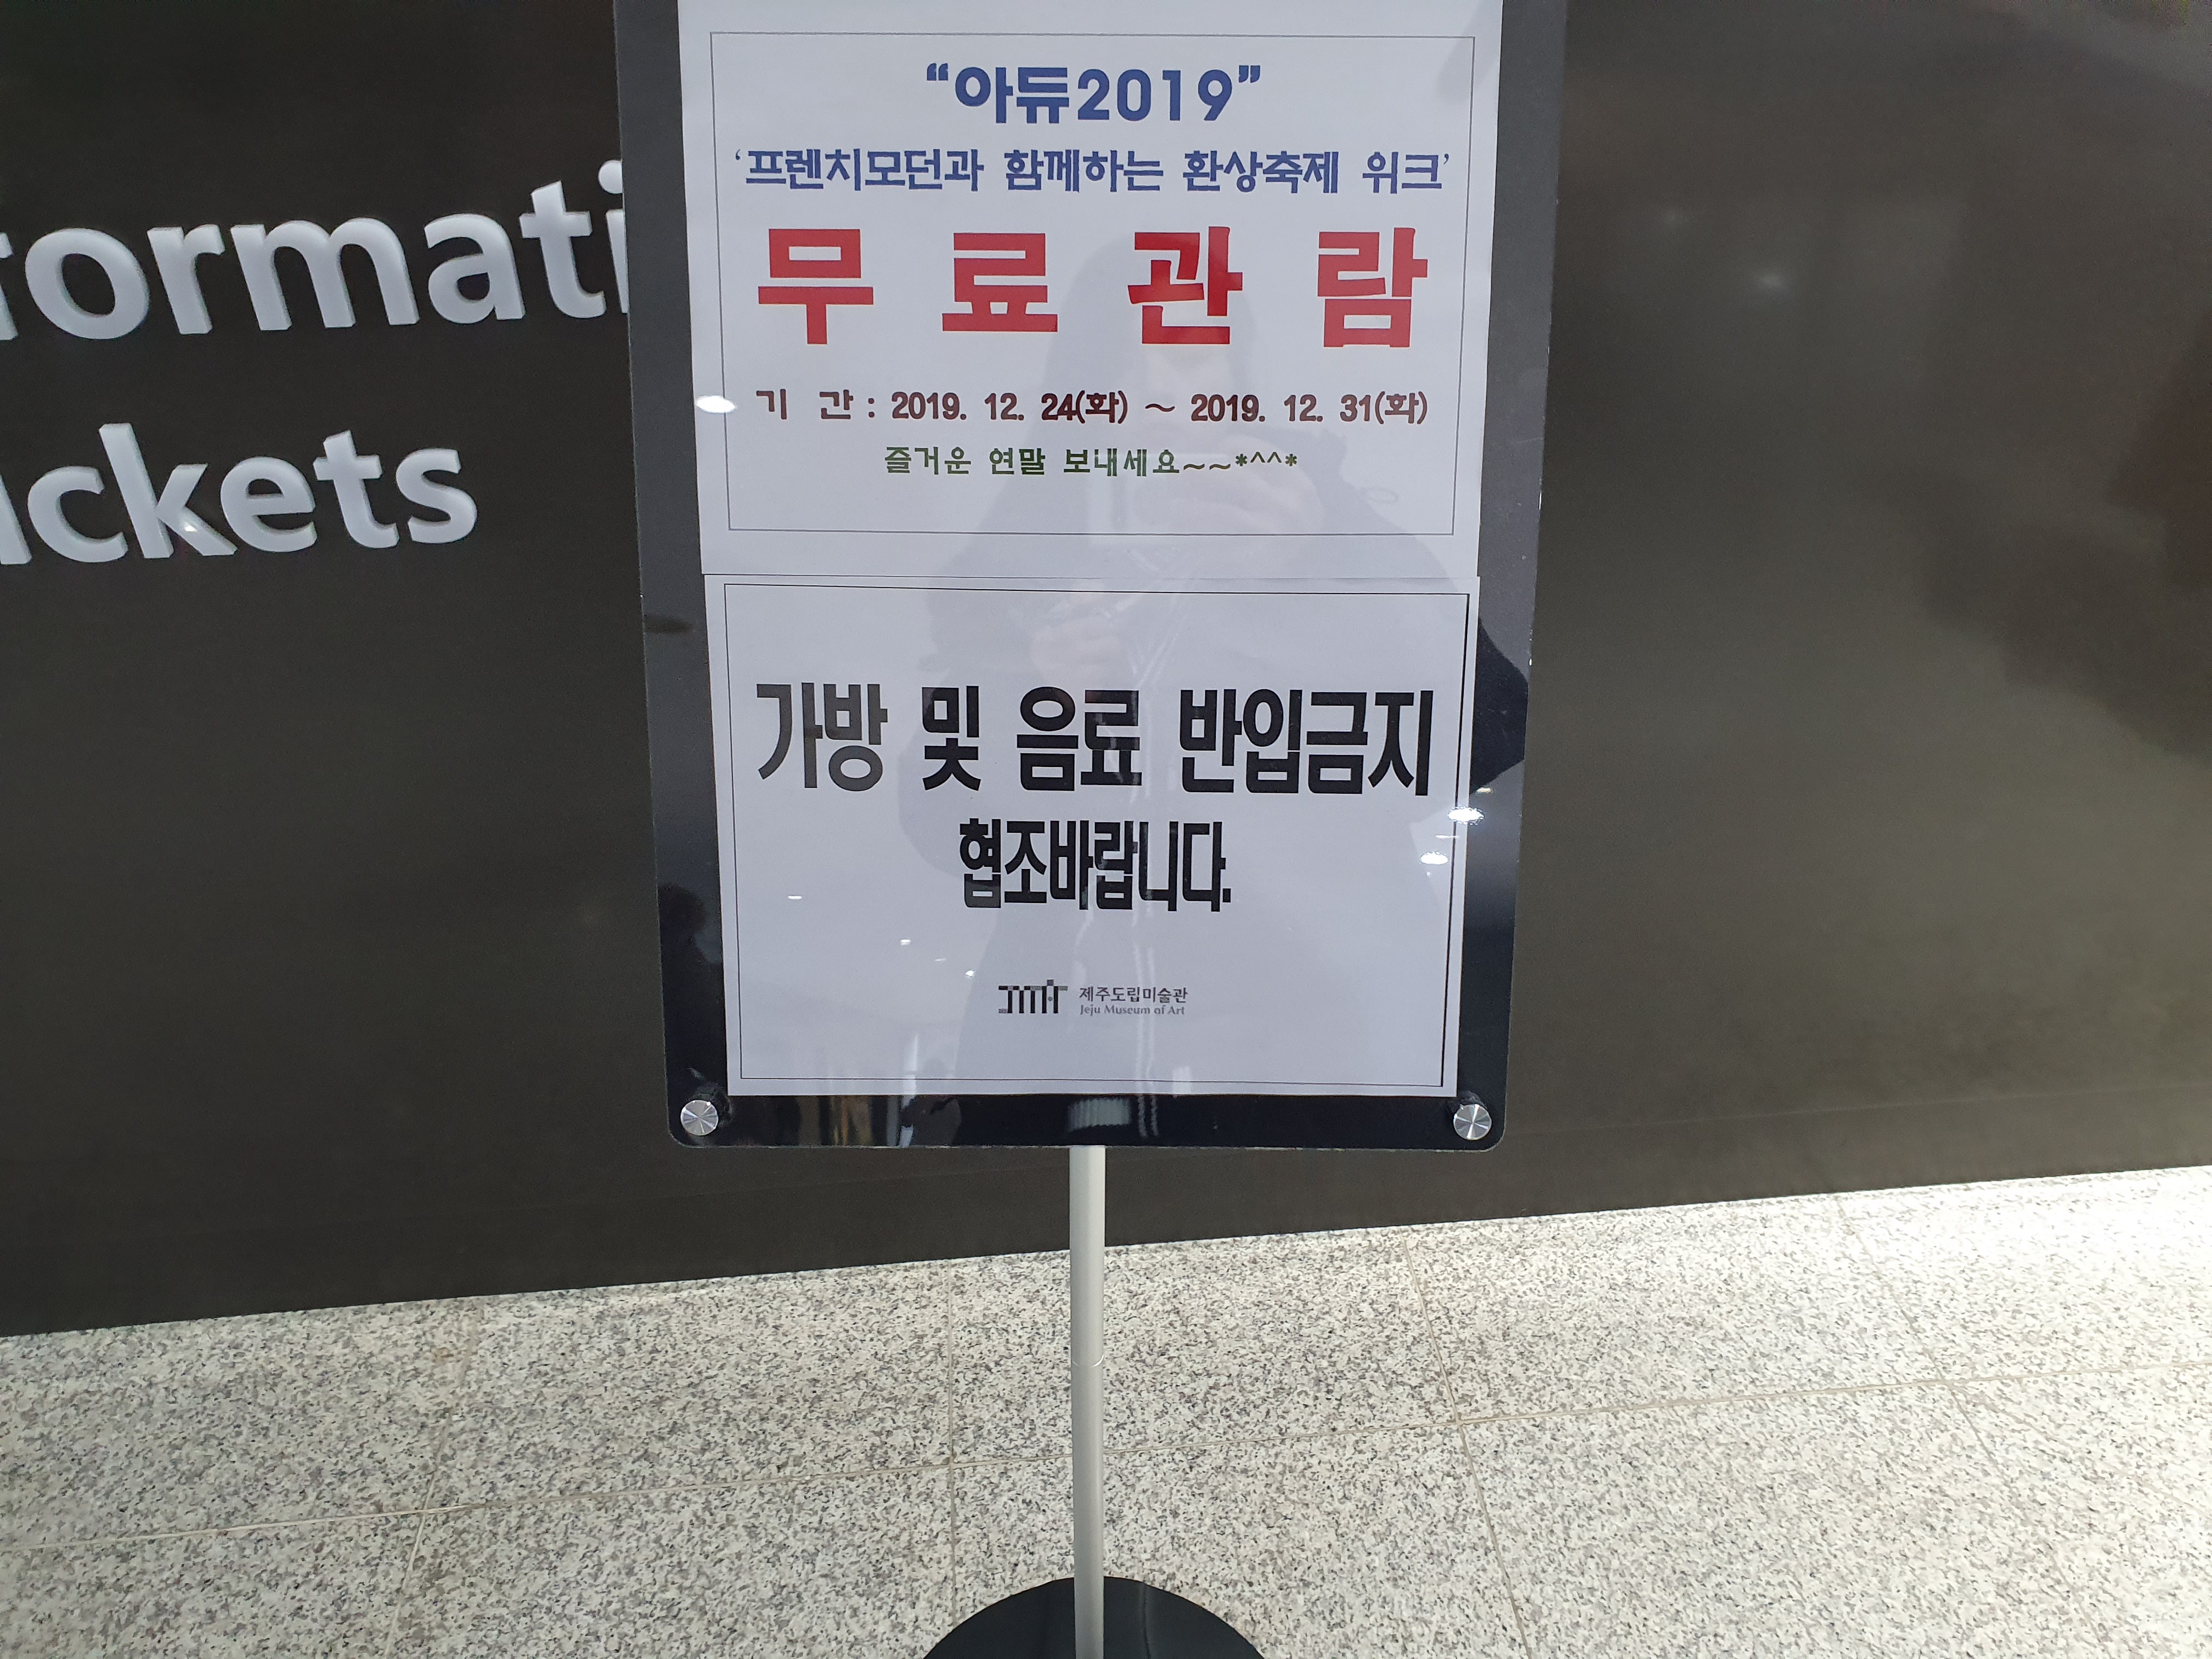 formati
ickets
“아듀2019”
‘프렌치모던과 함께하는 환상축제 위크’
무 료 관 람
기 간 : 2019. 12. 24(화) ~ 2019. 12. 31(화)
즐거운 연말 보내세요~~*^^*
가방 및 음료 반입금지
협조바랍니다.
제주도립미술관
Jeju Museum of Art